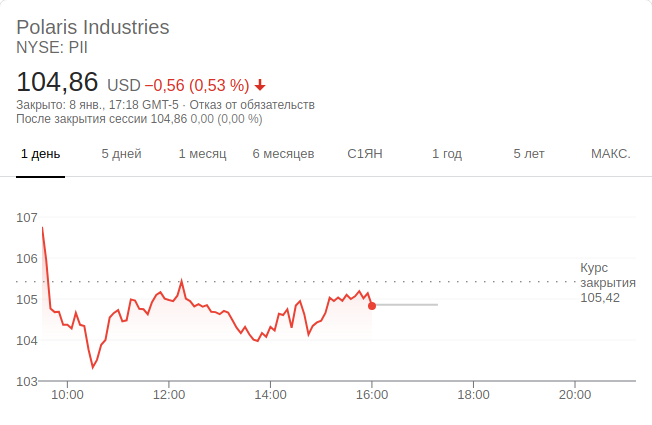 Polaris Industries
NYSE: PII
104,86 USD −0,56 (0,53 %)
Закрыто: 8 янв., 17:18 GMT-5 · Отказ от обязательств
После закрытия сессии 104,86 0,00 (0,00 %)
1 день 5 дней 1 месяц 6 месяцев С1ЯН 1 год 5 лет МАКС.
107
106
Курс
закрытия
105,42
105
104
103
10:00 12:00 14:00 16:00 18:00 20:00